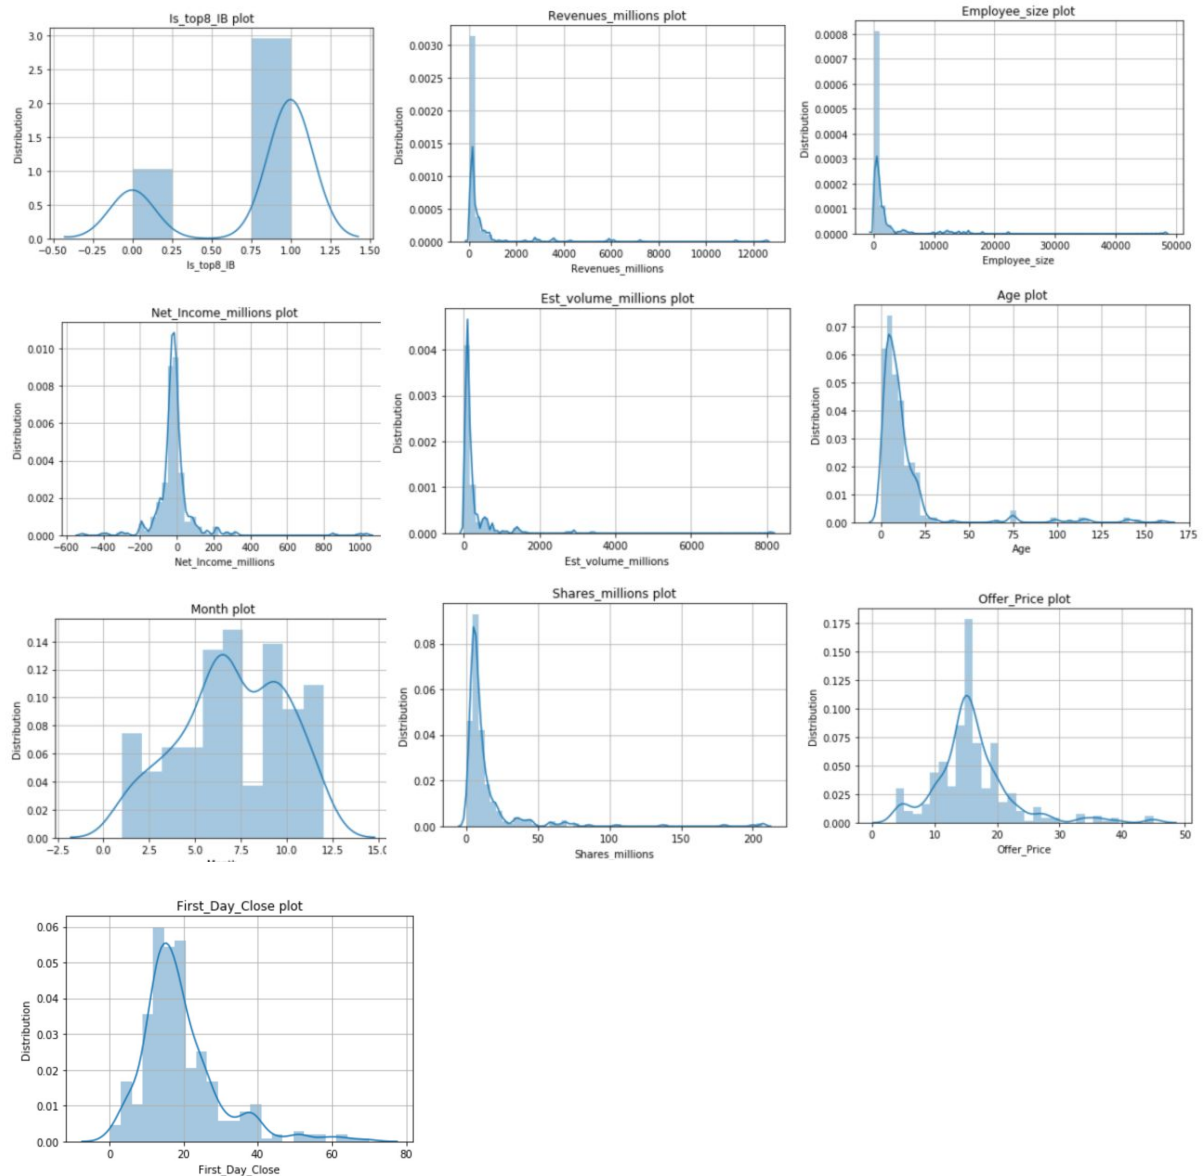 Is_top8_IB plot
Distribution
3.0
2.5
2.0
1.5
1.0
0.5
0.0
−0.50 −0.25 0.00 0.25 0.50 0.75 1.00 1.25 1.50
Is_top8_IB
Revenues_millions plot
Distribution
0.0030
0.0025
0.0020
0.0015
0.0010
0.0005
0.0000
0 2000 4000 6000 8000 10000 12000
Revenues_millions
Employee_size plot
Distribution
0.0008
0.0007
0.0006
0.0005
0.0004
0.0003
0.0002
0.0001
0.0000
0 10000 20000 30000 40000 50000
Employee_size
Net_Income_millions plot
Distribution
0.010
0.008
0.006
0.004
0.002
0.000
−600 −400 −200 0 200 400 600 800 1000
Net_Income_millions
Est_volume_millions plot
Distribution
0.004
0.003
0.002
0.001
0.000
0 2000 4000 6000 8000
Est_volume_millions
Age plot
Distribution
0.07
0.06
0.05
0.04
0.03
0.02
0.01
0.00
0 25 50 75 100 125 150 175
Age
Month plot
Distribution
0.14
0.12
0.10
0.08
0.06
0.04
0.02
0.00
−2.5 0.0 2.5 5.0 7.5 10.0 12.5
Shares_millions plot
Distribution
0.08
0.06
0.04
0.02
0.00
0 50 100 150 200
Shares_millions
Offer_Price plot
Distribution
0.175
0.150
0.125
0.100
0.075
0.050
0.025
0.000
0 10 20 30 40 50
Offer_Price
First_Day_Close plot
Distribution
0.06
0.05
0.04
0.03
0.02
0.01
0.00
0 20 40 60 80
First_Day_Close